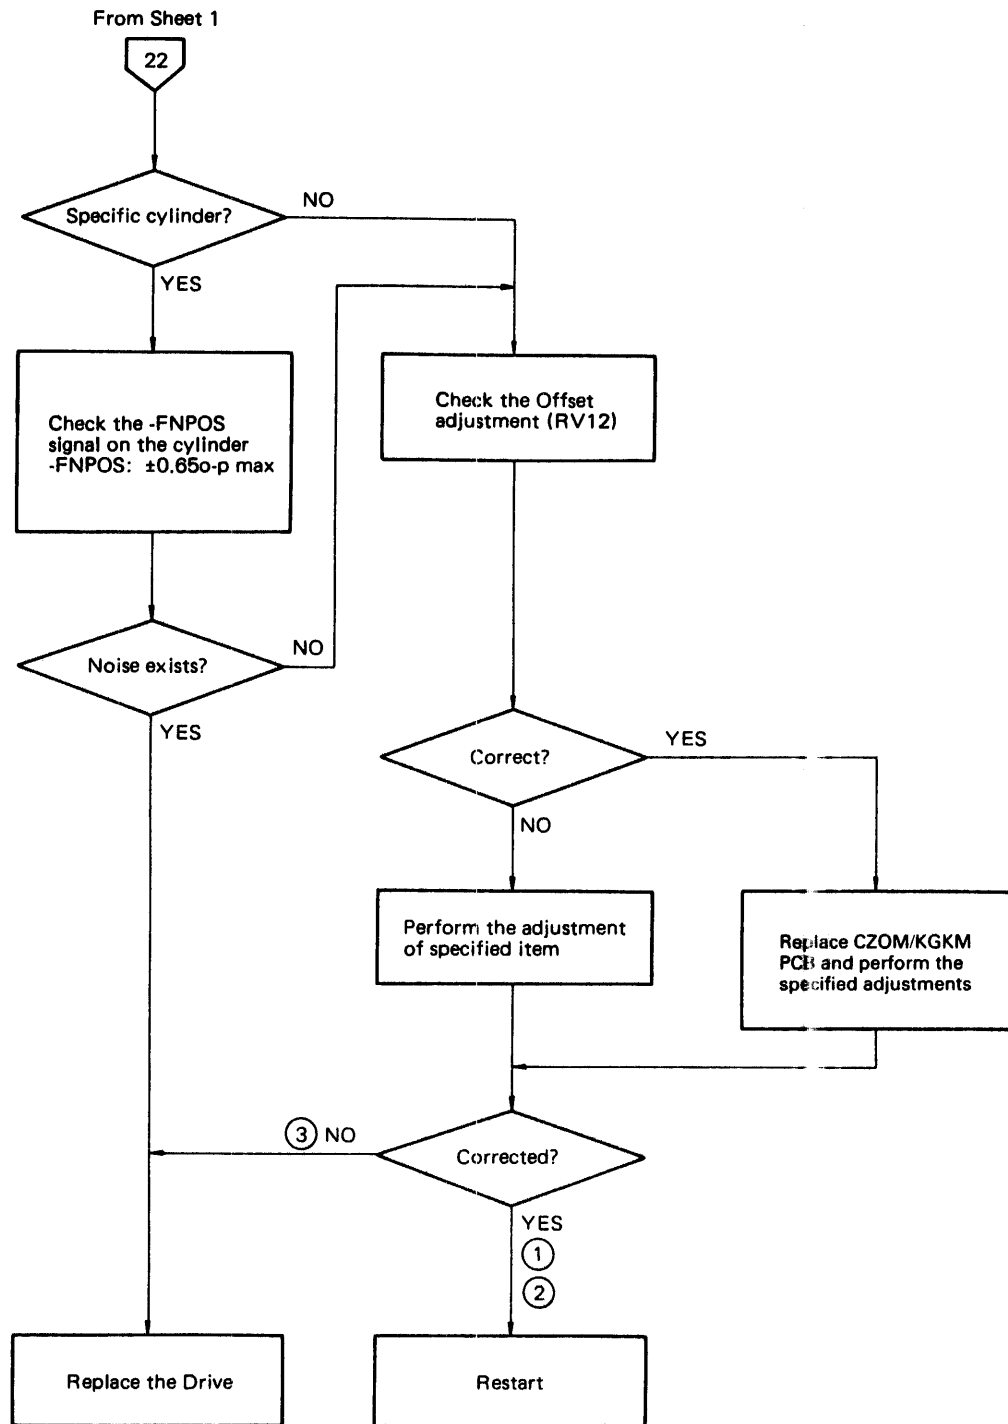 From Sheet 1
22
Specific cylinder?
NO
YES
Check the -FNPOS
signal on the cylinder
-FNPOS: ±0.65o-p max
Check the Offset
adjustment (RV12)
Noise exists?
NO
YES
Correct?
YES
NO
Perform the adjustment
of specified item
Replace CZOM/KGKM
PCB and perform the
specified adjustments
3 NO
Corrected?
YES
1
2
Replace the Drive
Restart